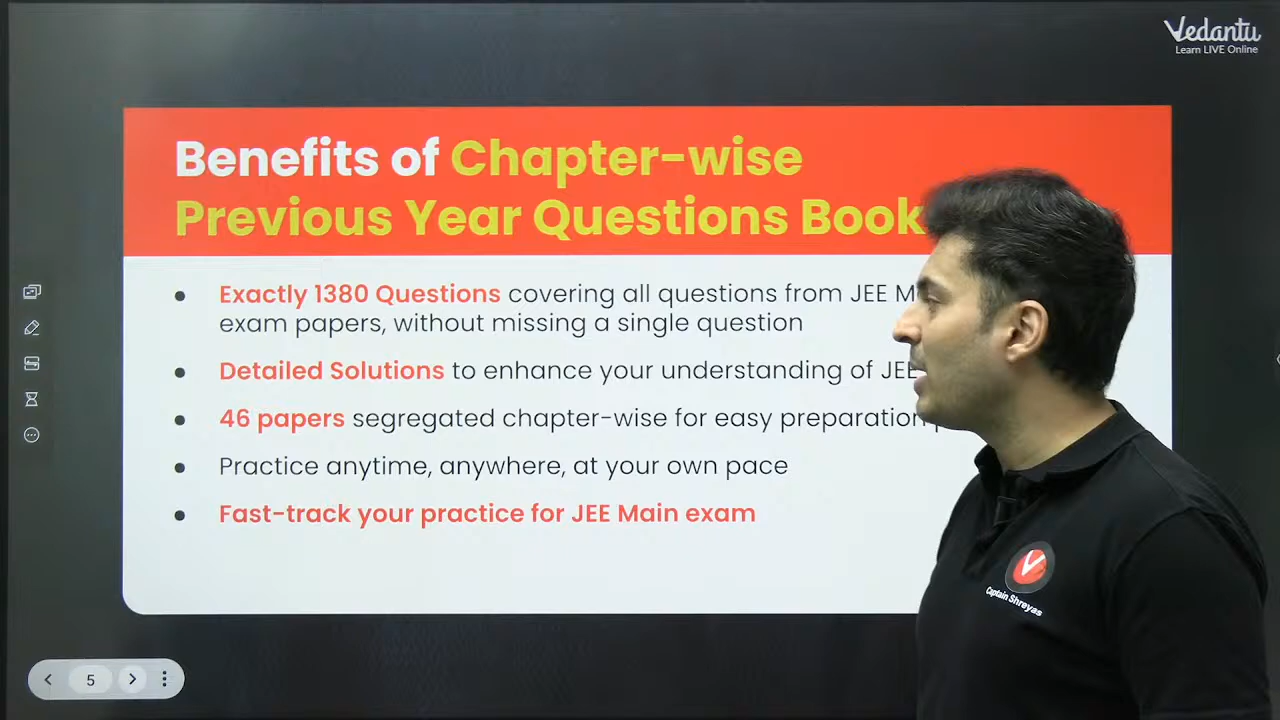 Vedantu
Learn LIVE Online
Benefits of Chapter-wise
Previous Year Questions Book
Exactly 1380 Questions covering all questions from JEE
exam papers, without missing a single question
Detailed Solutions to enhance your understanding of JEE
46 papers segregated chapter-wise for easy preparation
Practice anytime, anywhere, at your own pace
Fast-track your practice for JEE Main exam
Captain Shreyas
5